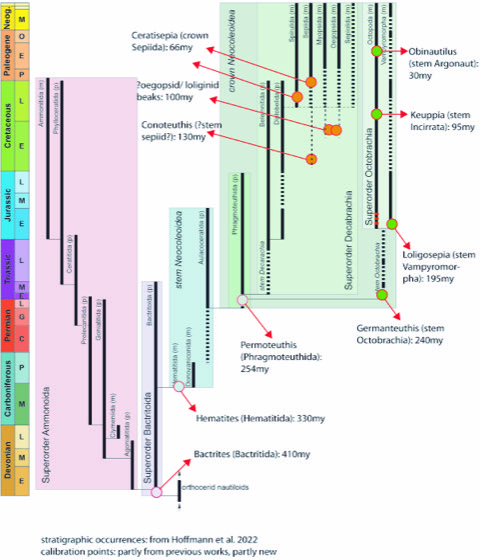 Neog.
Paleogene
Cretaceous
Jurassic
Triassic
Permian
Carboniferous
Devonian
M
O
E
P
L
E
L
M
E
L
M
E
L
G
C
P
M
L
M
E
Superorder Ammonoida
Ammonitida (m)
Phylloceratida (p)
Ceratitida (p)
Prolecanitida (p)
Goniatitida (p)
Clymeniida (m)
Agoniatitida (p)
Superorder Bactritoida
Bactritida (p)
orthocerid nautiloids
stem Neocoleoidea
Hematitida (m)
Donovaniconida (m)
Aulacoceratida (p)
crown Neocoleoidea
Phragmoteuthida (p)
stem Decabrachia
Belemnitida (m)
Diplobelida (m)
Spirulida (m)
Sepiida (m)
Myopsida (m)
Oegopsida (m)
Sepiolida (m)
Superorder Decabrachia
Superorder Octobrachia
stem Octobrachia
Octopoda (m)
Vampyromorpha (m)
Ceratisepia (crown
Sepiida): 66my
?oegopsid/ loliginid
beaks: 100my
Conoteuthis (?stem
sepiid?): 130my
Obinautilus
(stem Argonaut):
30my
Keuppia (stem
Incirrata): 95my
Loligosepia (stem
Vampyromor-
pha): 195my
Germanteuthis (stem
Octobrachia): 240my
Permoteuthis
(Phragmoteuthida):
254my
Hematites (Hematitida): 330my
Bactrites (Bactritida): 410my
stratigraphic occurrences: from Hoffmann et al. 2022
calibration points: partly from previous works, partly new